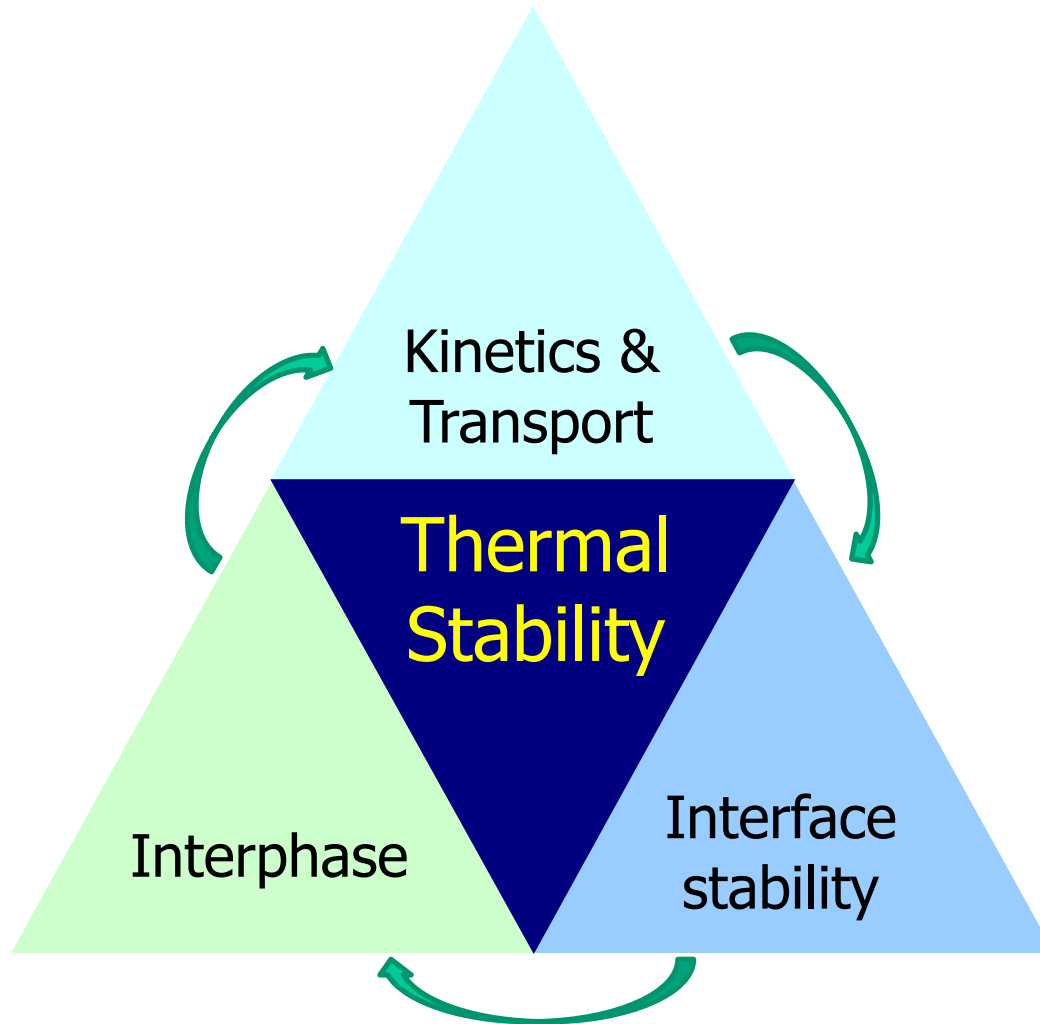 Kinetics &
Transport
Thermal
Stability
Interphase
Interface
stability